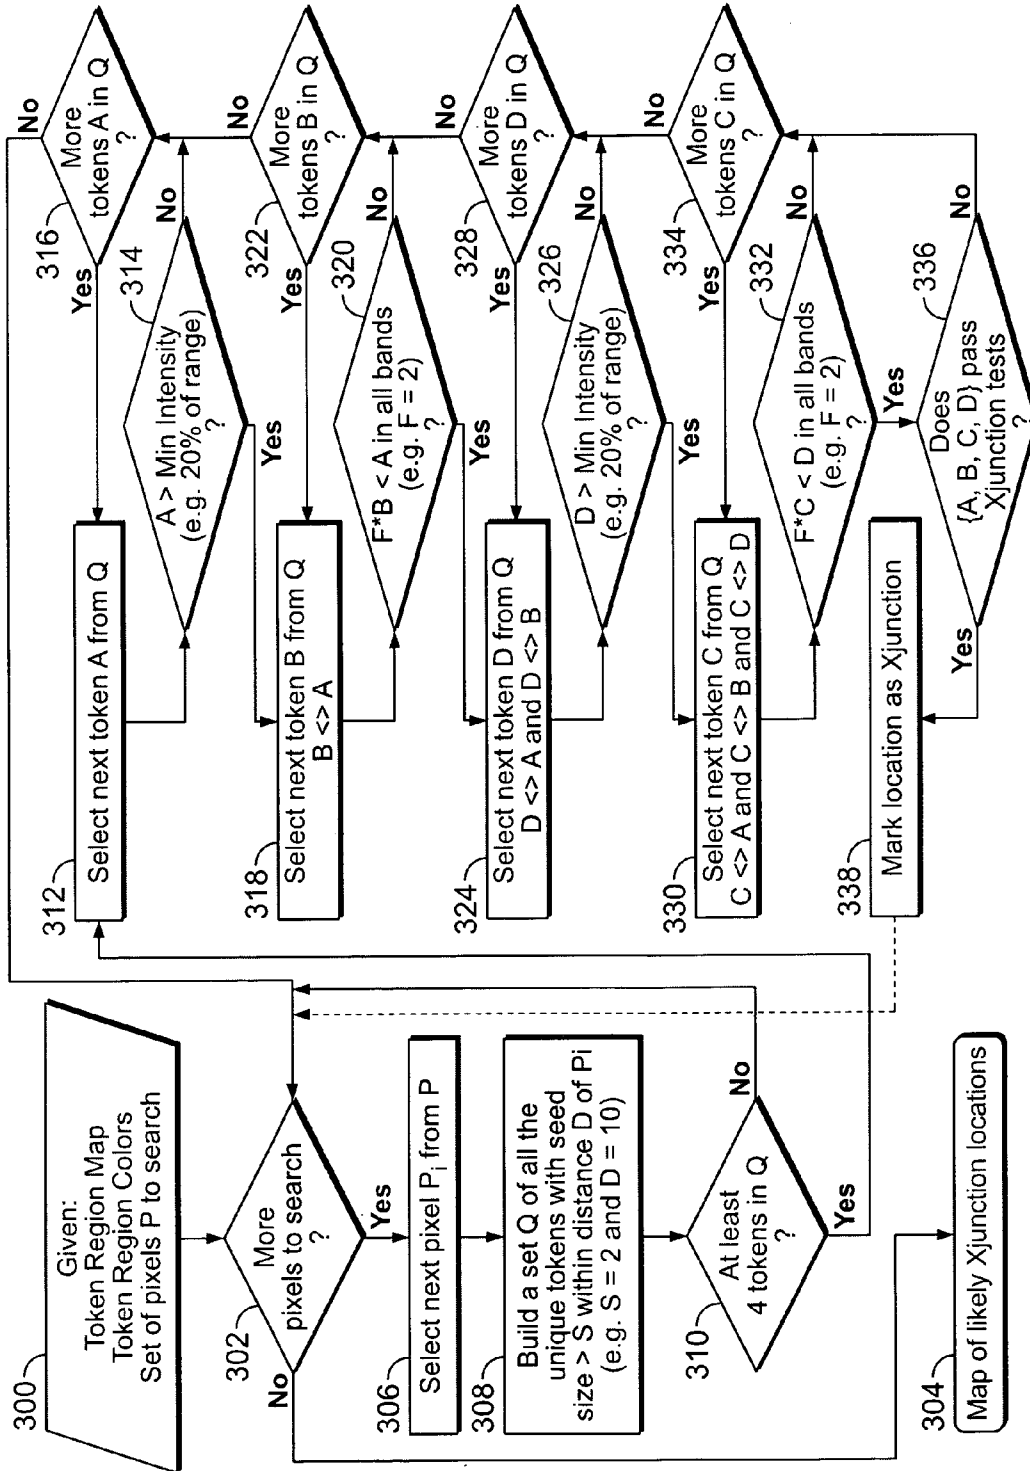 300
Given:
Token Region Map
Token Region Colors
Set of pixels P to search
302
More
pixels to search
?
No
Yes
306
Select next pixel Pi from P
308
Build a set Q of all the
unique tokens with seed
size > S within distance D of Pi
(e.g. S = 2 and D = 10)
310
At least
4 tokens in Q
?
No
Yes
304
Map of likely Xjunction locations
312
Select next token A from Q
314
A > Min Intensity
(e.g. 20% of range)
?
No
Yes
316
More
tokens A in Q
?
No
Yes
318
Select next token B from Q
B <> A
320
F*B < A in all bands
(e.g. F = 2)
?
No
Yes
322
More
tokens B in Q
?
No
Yes
324
Select next token D from Q
D <> A and D <> B
326
D > Min Intensity
(e.g. 20% of range)
?
No
Yes
328
More
tokens D in Q
?
No
Yes
330
Select next token C from Q
C <> A and C <> B and C <> D
332
F*C < D in all bands
(e.g. F = 2)
?
No
Yes
334
More
tokens C in Q
?
No
Yes
336
Does
{A, B, C, D} pass
Xjunction tests
?
No
Yes
338
Mark location as Xjunction